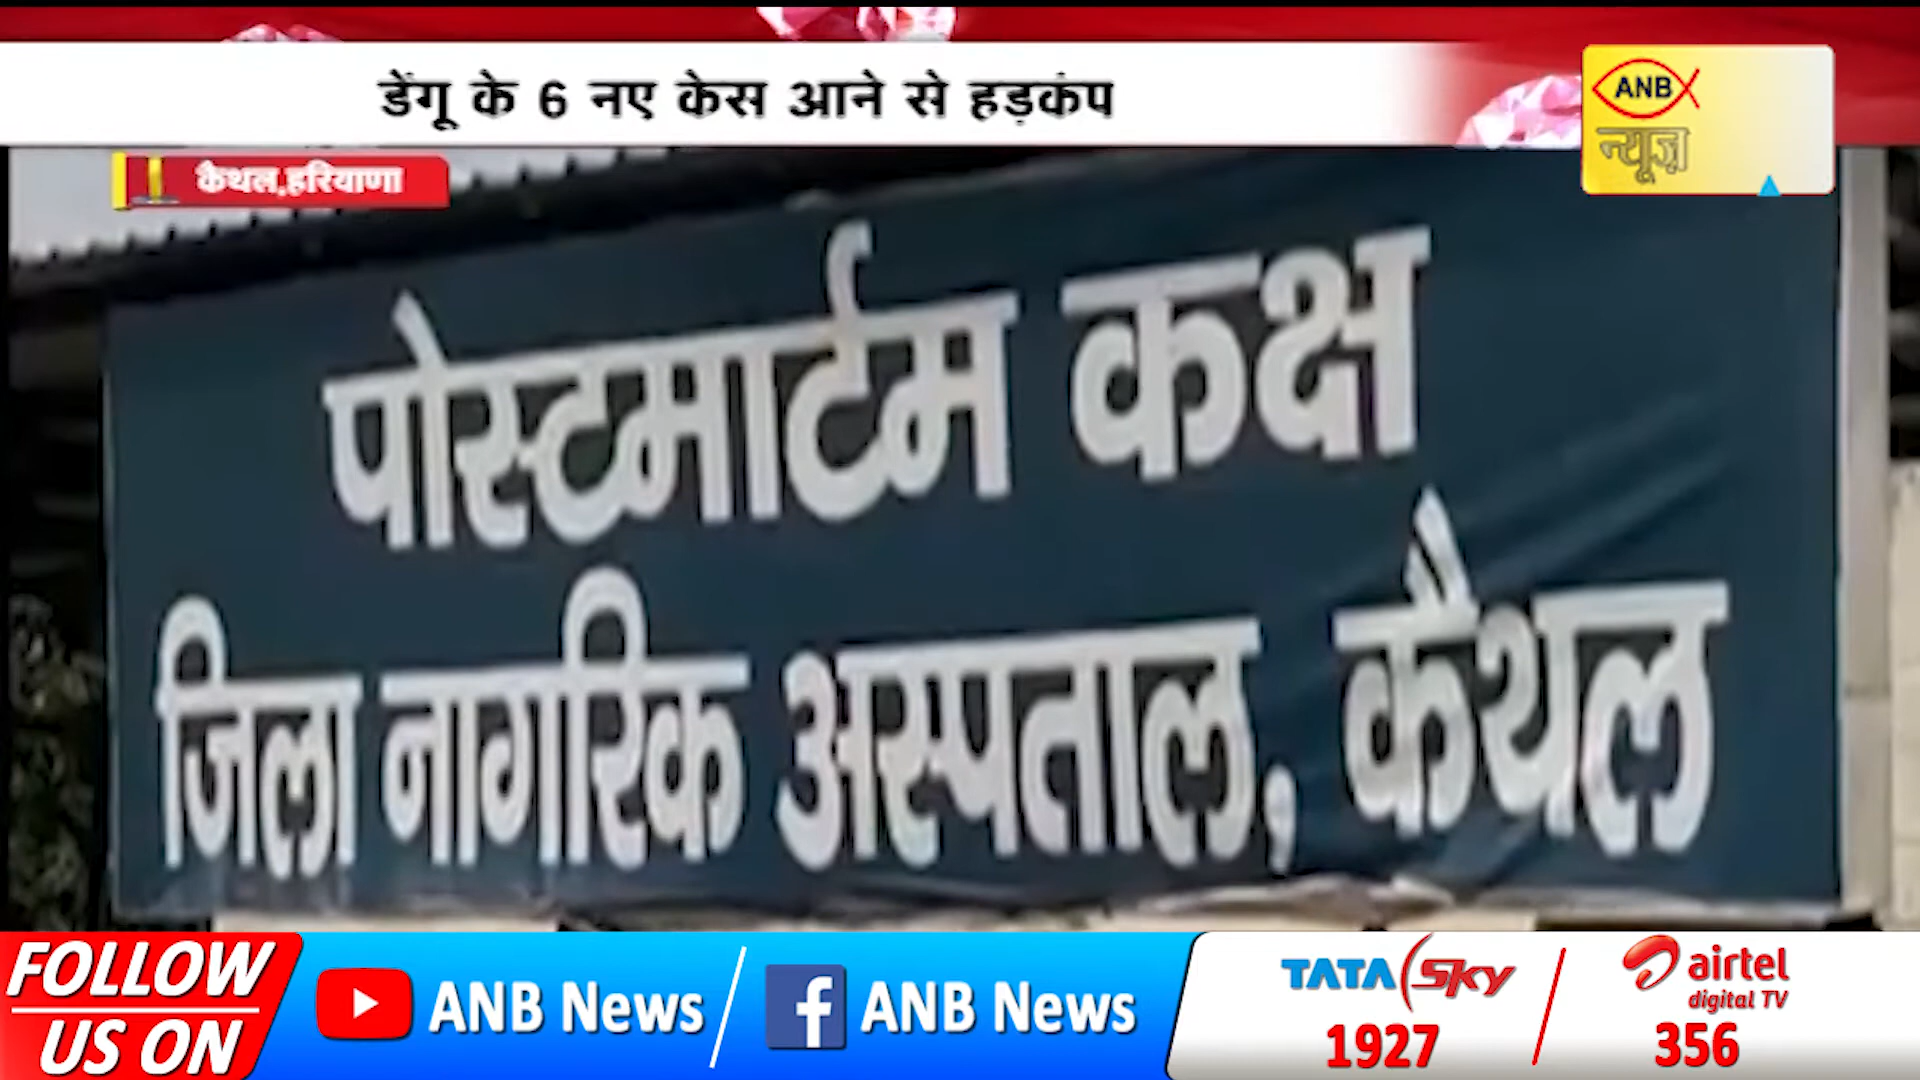 डेंगू के 6 नए केस आने से हड़कंप
ANB
न्यूज़
कैथल,हरियाणा
पोस्टमार्टम कक्ष
जिला नागरिक अस्पताल, कैथल
FOLLOW
US ON
ANB News
ANB News
TATA Sky
1927
airtel
digital TV
356